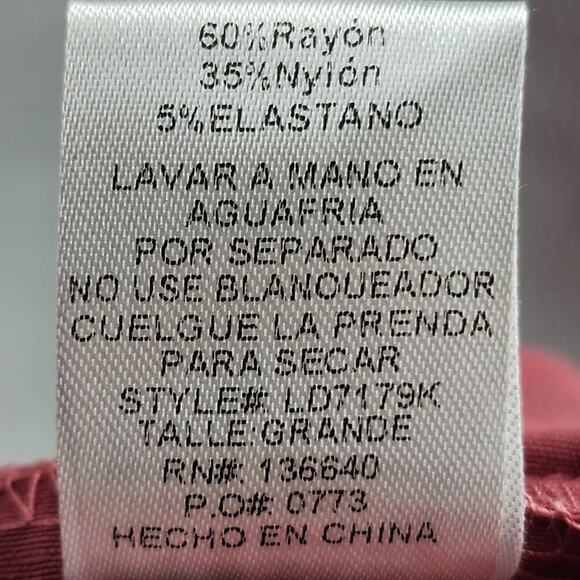 60%Rayón
35%Nylón
5%ELASTANO
LAVAR A MANO EN
AGUAFRIA
POR SEPARADO
NO USE BLANQUEADOR
CUELGUE LA PRENDA
PARA SECAR
STYLE#: LD7179K
TALLE:GRANDE
RN#: 136640
P.O#: 0773
HECHO EN CHINA